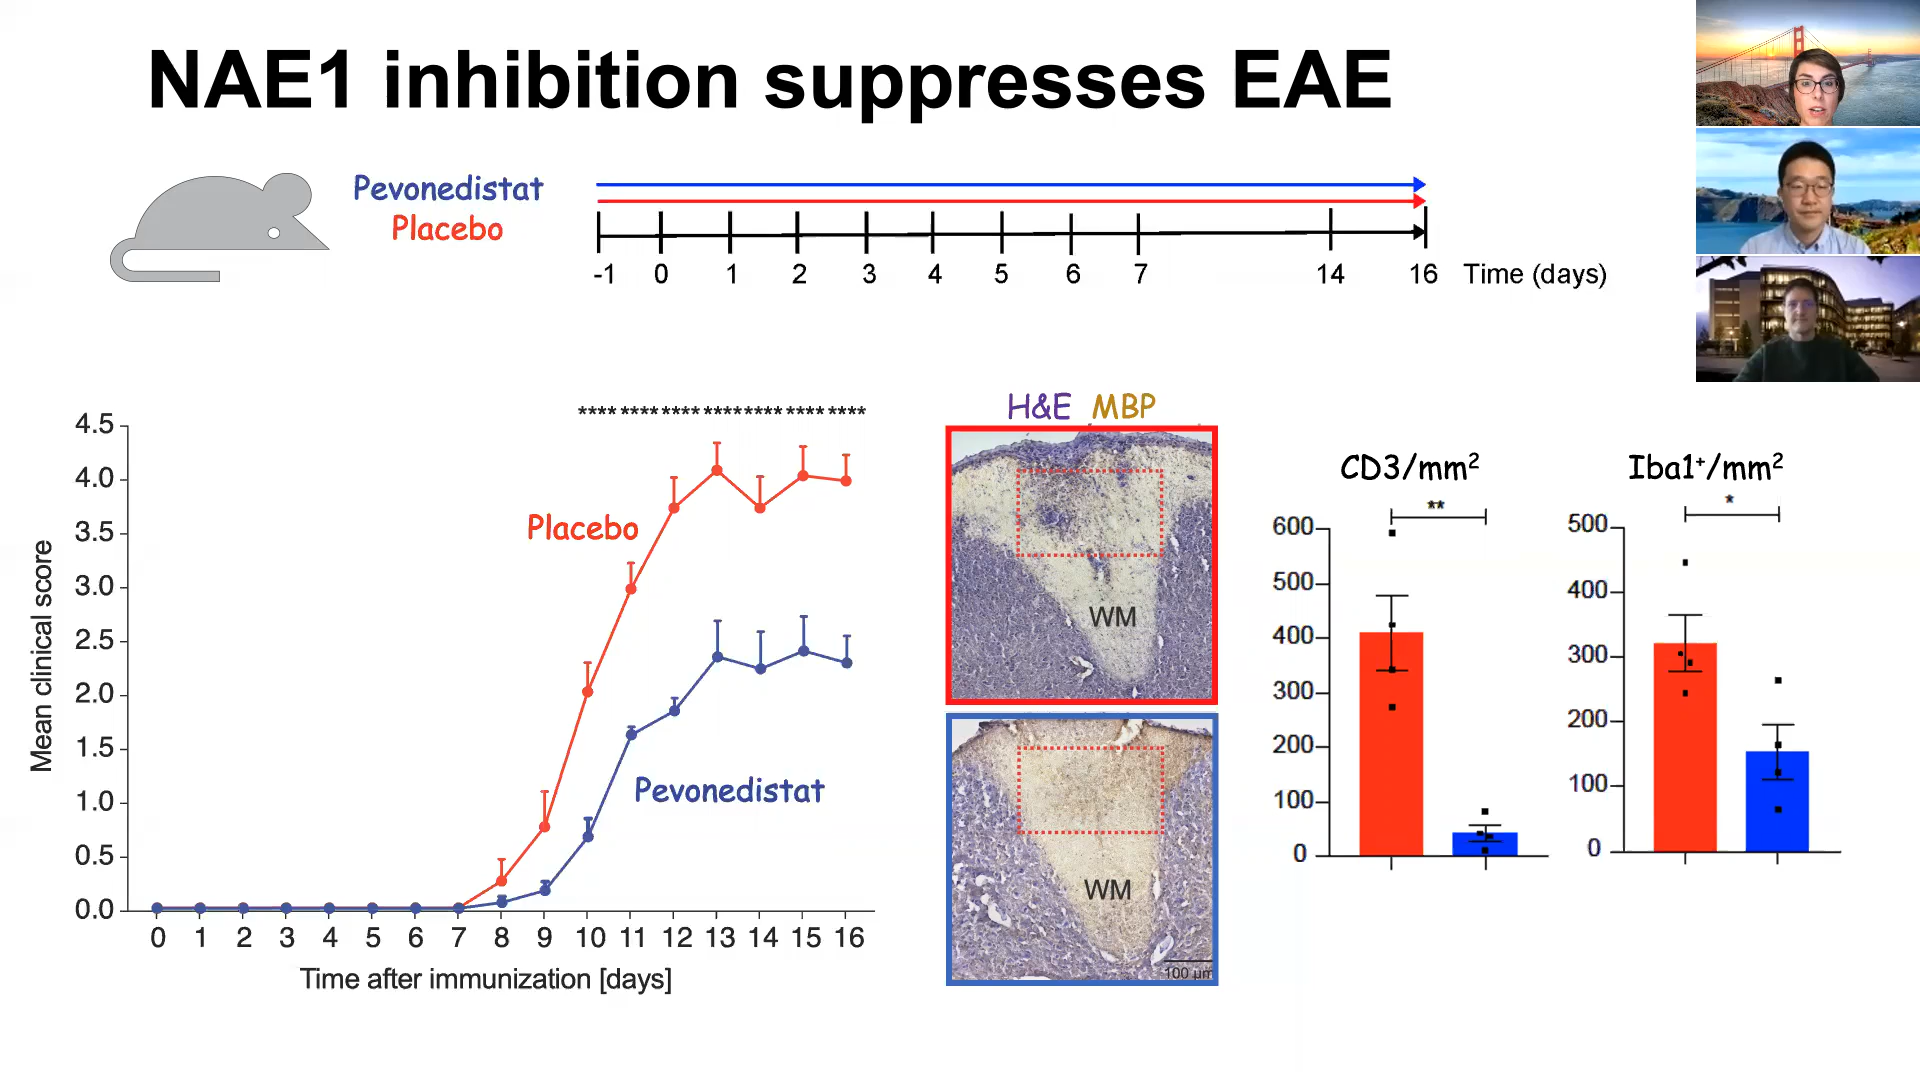 NAE1 inhibition suppresses EAE
Pevonedistat
Placebo
-1 0 1 2 3 4 5 6 7 14 16 Time (days)
**** **** **** **** **** **** ****
4.5
4.0
3.5
3.0
2.5
2.0
1.5
1.0
0.5
0.0
Mean clinical score
Placebo
Pevonedistat
0 1 2 3 4 5 6 7 8 9 10 11 12 13 14 15 16
Time after immunization [days]
H&E MBP
WM
WM
100 µm
CD3/mm²
**
600
500
400
300
200
100
0
Iba1⁺/mm²
*
500
400
300
200
100
0